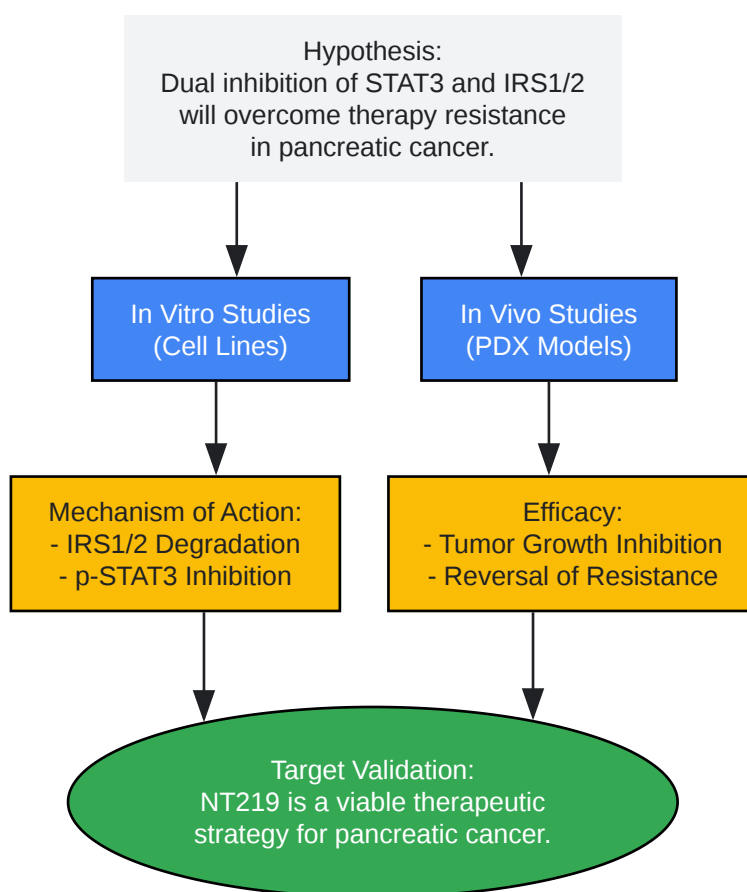 Hypothesis:
Dual inhibition of STAT3 and IRS1/2
will overcome therapy resistance
in pancreatic cancer.
In Vitro Studies
(Cell Lines)
In Vivo Studies
(PDX Models)
Mechanism of Action:
- IRS1/2 Degradation
- p-STAT3 Inhibition
Efficacy:
- Tumor Growth Inhibition
- Reversal of Resistance
Target Validation:
NT219 is a viable therapeutic
strategy for pancreatic cancer.